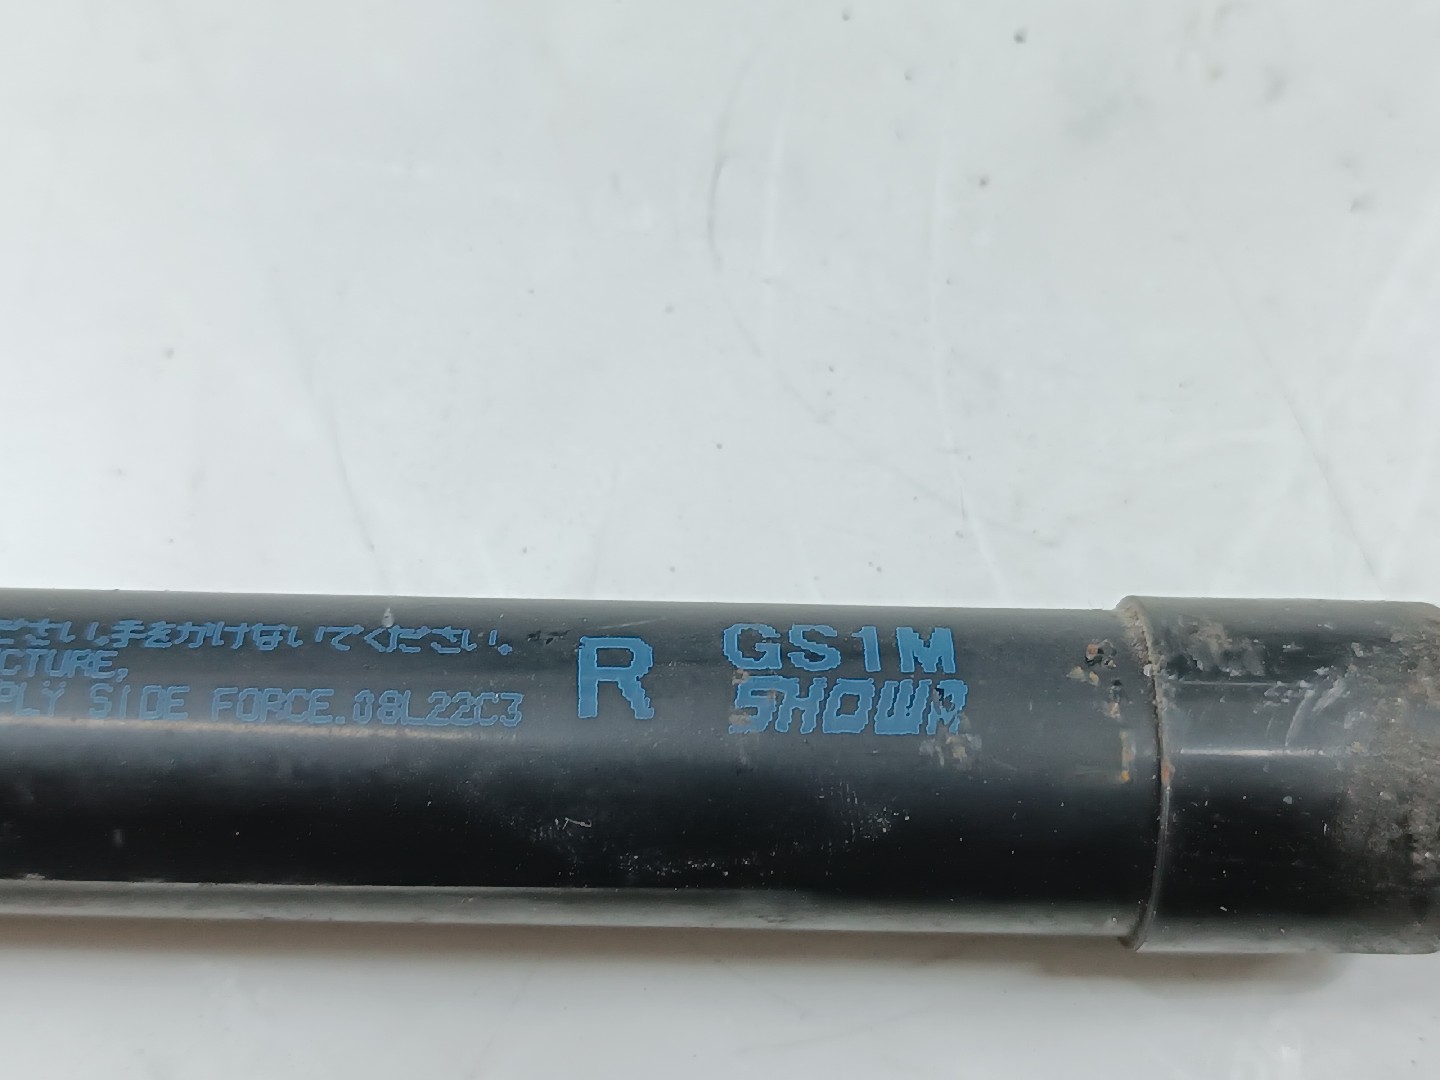 ださい。手をかけないでください。
CTURE,
PLY SIDE FORCE.08L22C3
R
GS1M
SHOWA